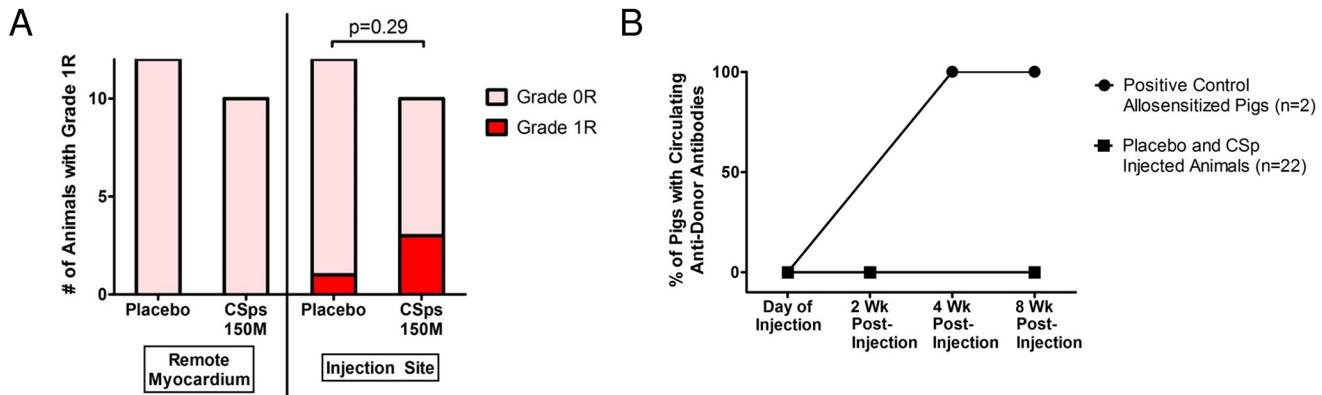 A
# of Animals with Grade 1R
10
5
0
p=0.29
Placebo
CSps
150M
Placebo
CSps
150M
Remote
Myocardium
Injection Site
Grade 0R
Grade 1R
B
% of Pigs with Circulating
Anti-Donor Antibodies
100
50
0
Day of
Injection
2 Wk
Post-
Injection
4 Wk
Post-
Injection
8 Wk
Post-
Injection
Positive Control
Allosensitized Pigs (n=2)
Placebo and CSp
Injected Animals (n=22)